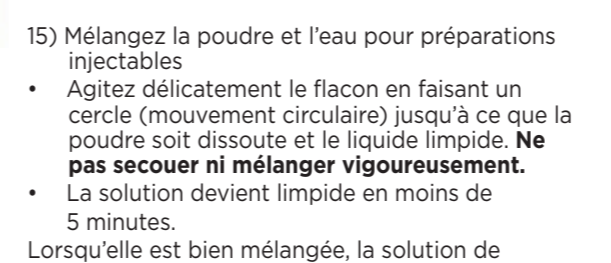 15) Mélangez la poudre et l’eau pour préparations
injectables
• Agitez délicatement le flacon en faisant un
cercle (mouvement circulaire) jusqu’à ce que la
poudre soit dissoute et le liquide limpide. Ne
pas secouer ni mélanger vigoureusement.
• La solution devient limpide en moins de
5 minutes.
Lorsqu’elle est bien mélangée, la solution de